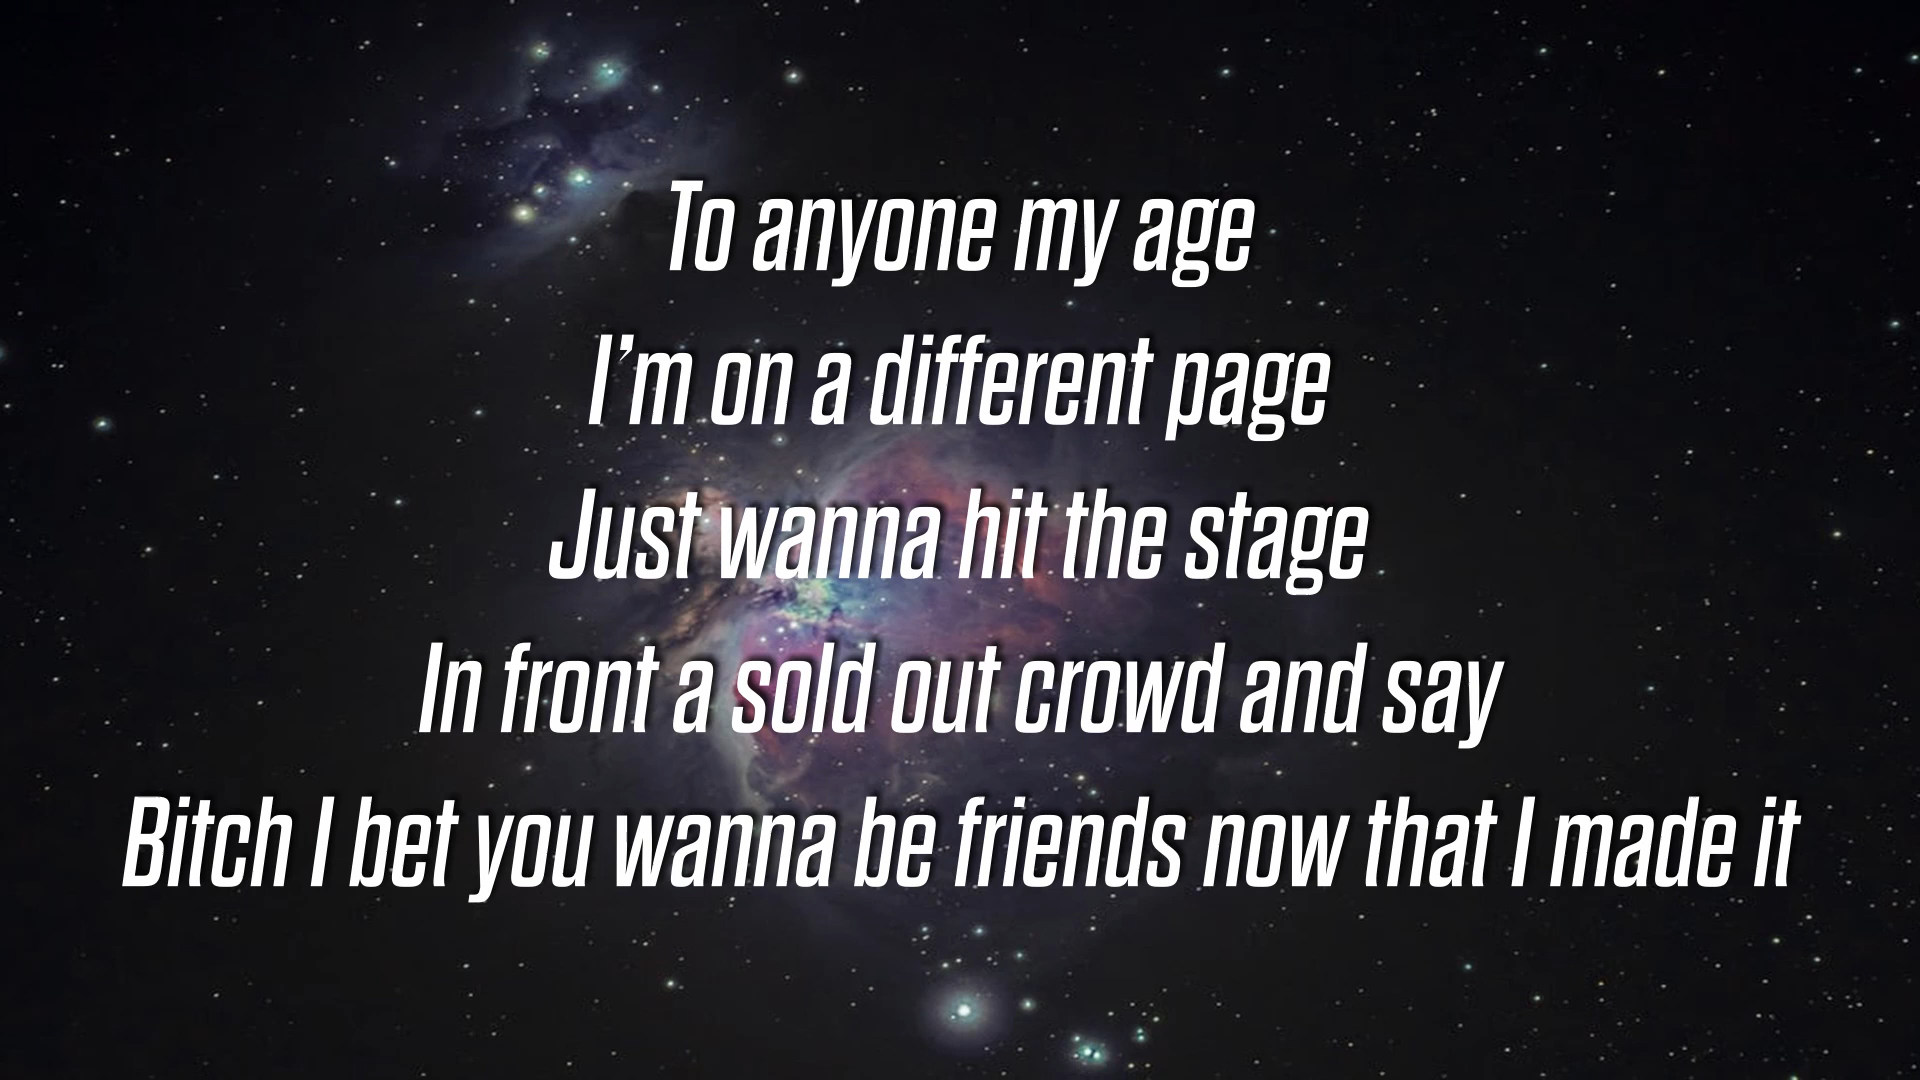 To anyone my age
I'm on a different page
Just wanna hit the stage
In front a sold out crowd and say
Bitch I bet you wanna be friends now that I made it